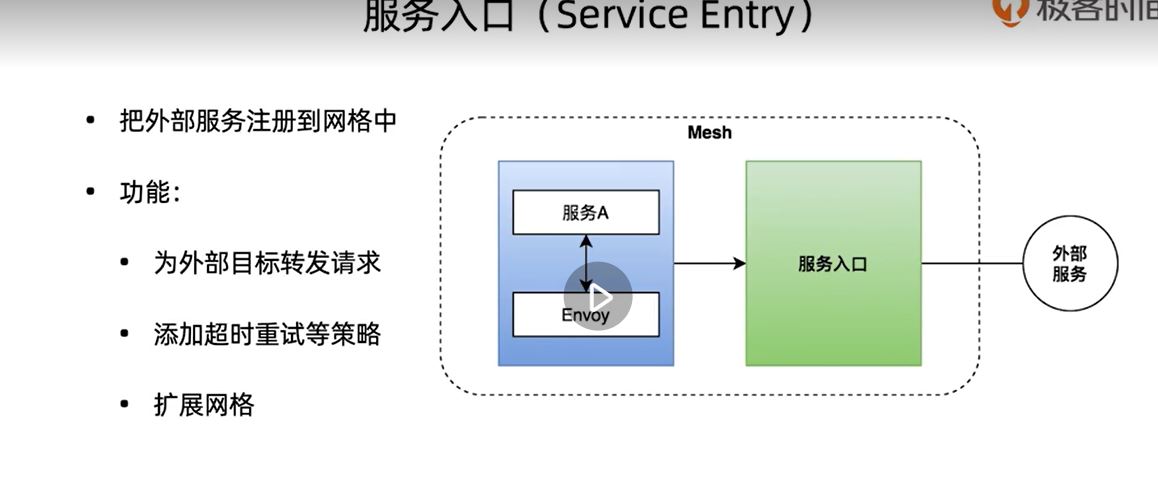 服务入口（Service Entry）
极客时间
• 把外部服务注册到网格中
• 功能：
• 为外部目标转发请求
• 添加超时重试等策略
• 扩展网格
Mesh
服务A
Envoy
服务入口
外部
服务